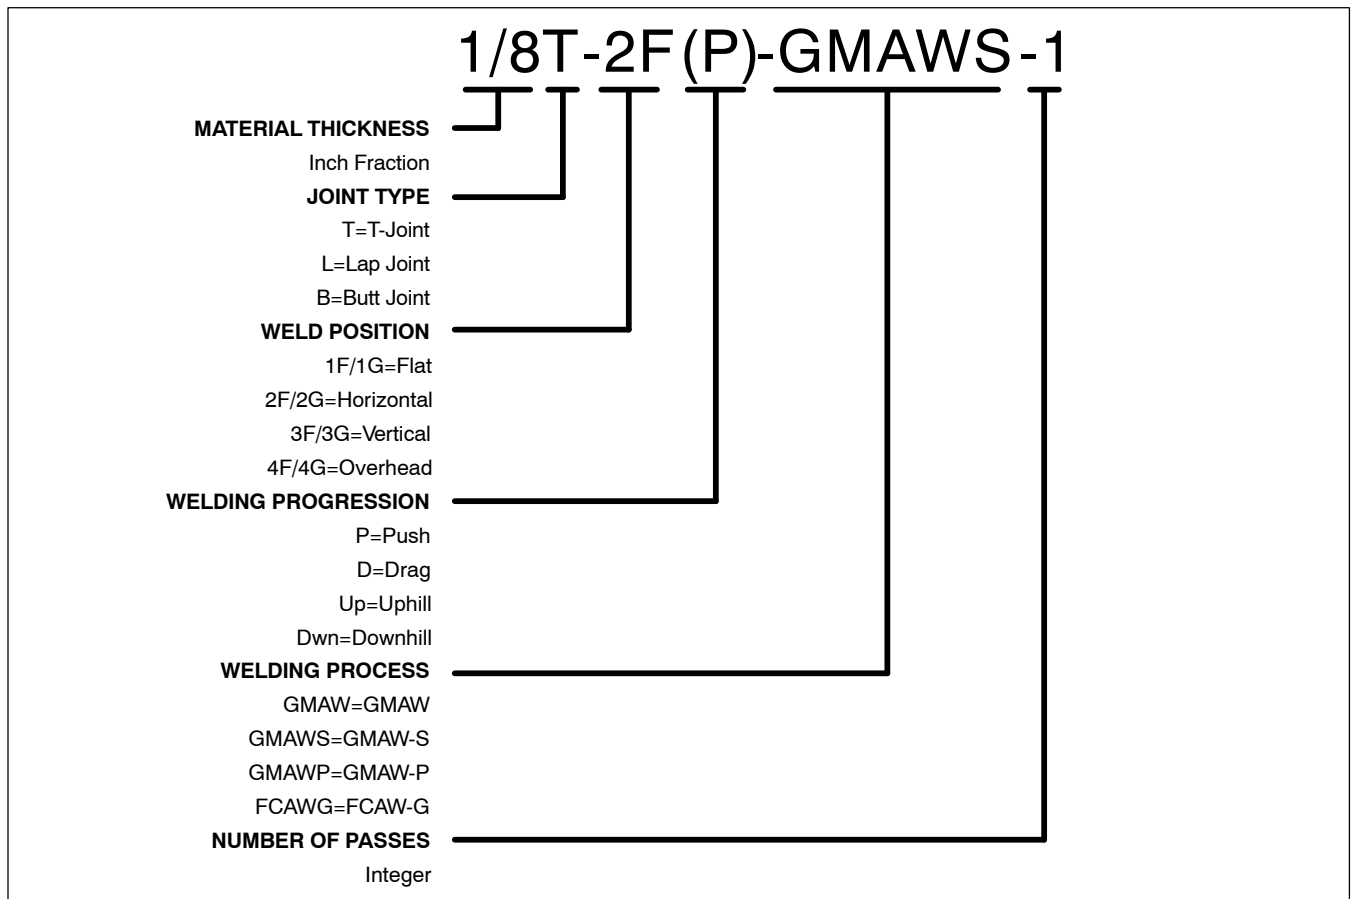 1/8T-2F(P)-GMAWS-1
MATERIAL THICKNESS
Inch Fraction
JOINT TYPE
T=T-Joint
L=Lap Joint
B=Butt Joint
WELD POSITION
1F/1G=Flat
2F/2G=Horizontal
3F/3G=Vertical
4F/4G=Overhead
WELDING PROGRESSION
P=Push
D=Drag
Up=Uphill
Dwn=Downhill
WELDING PROCESS
GMAW=GMAW
GMAWS=GMAW-S
GMAWP=GMAW-P
FCAWG=FCAW-G
NUMBER OF PASSES
Integer